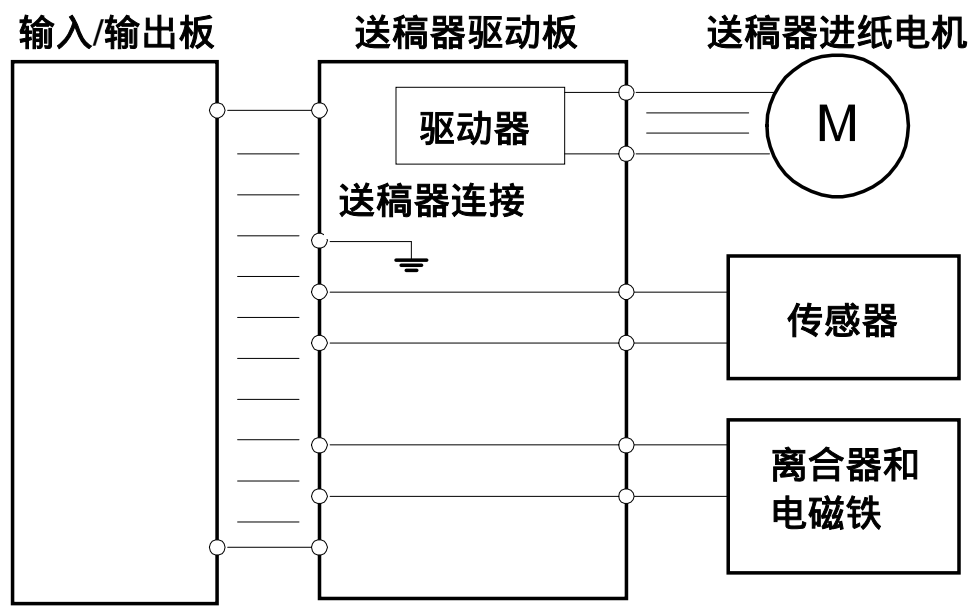 输入/输出板
送稿器驱动板
送稿器进纸电机
驱动器
M
送稿器连接
传感器
离合器和
电磁铁